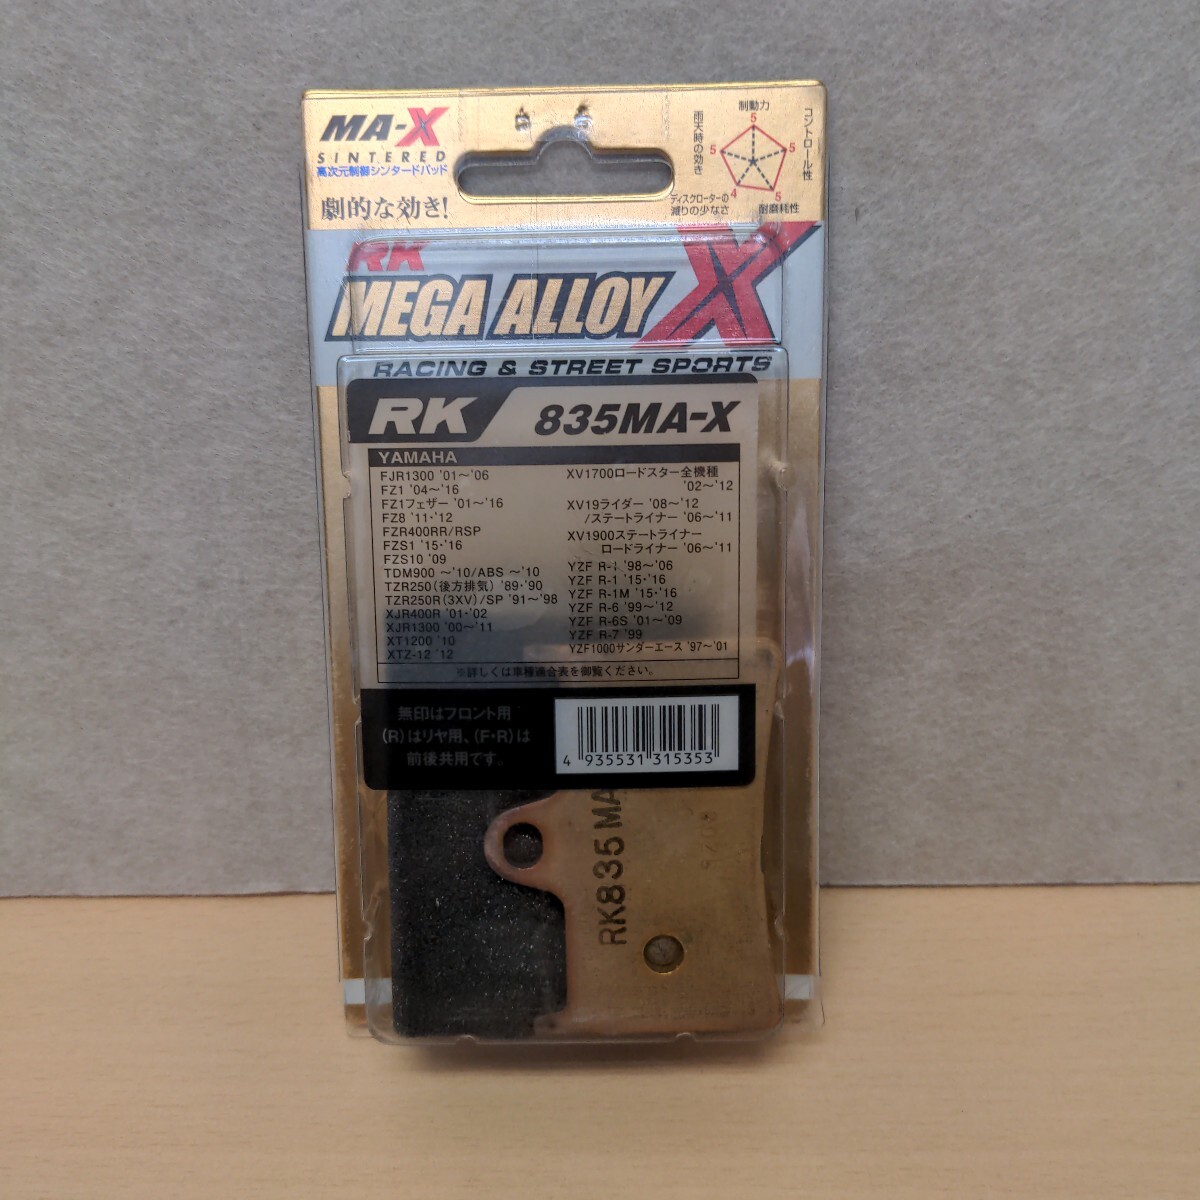 MA-X
SINTERED
高次元制御シンタードパッド
劇的な効き!
制動力
5
コントロール性
5
耐磨耗性
5
ディスクローターの
減りの少なさ
4
雨天時の効き
5
RK
MEGA ALLOY X
RACING & STREET SPORTS
RK 835MA-X
YAMAHA
FJR1300 '01〜'06
FZ1 '04〜'16
FZ1フェザー '01〜'16
FZ8 '11・'12
FZR400RR/RSP
FZS1 '15・'16
FZS10 '09
TDM900 〜'10/ABS 〜'10
TZR250(後方排気) '89・'90
TZR250R(3XV)/SP '91〜'98
XJR400R '01・'02
XJR1300 '00〜'11
XT1200 '10
XTZ-12 '12
XV1700ロードスター全機種
'02〜'12
XV19ライダー '08〜'12
/ステートライナー '06〜'11
XV1900ステートライナー
ロードライナー '06〜'11
YZF R-1 '98〜'06
YZF R-1 '15・'16
YZF R-1M '15・'16
YZF R-6 '99〜'12
YZF R-6S '01〜'09
YZF R-7 '99
YZF1000サンダーエース '97〜'01
※詳しくは車種適合表を御覧ください。
無印はフロント用
(R)はリヤ用、(F・R)は
前後共用です。
4 935531 315353
RK835MA